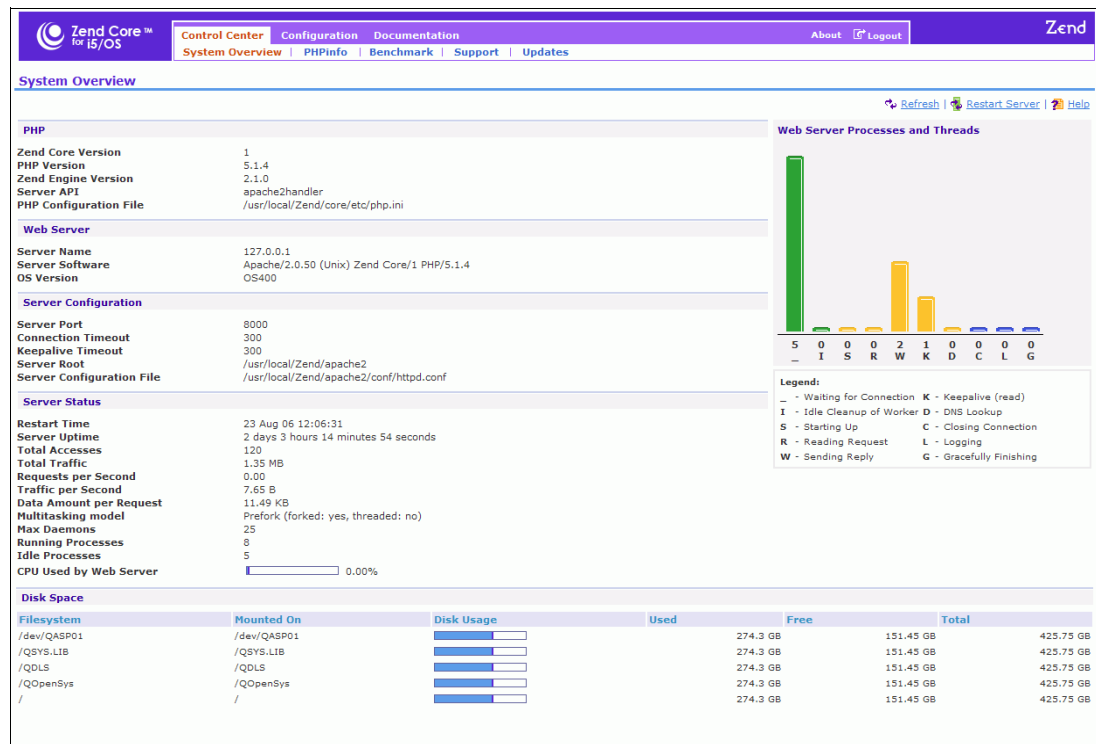 Zend Core ™
for i5/OS
Control Center Configuration Documentation
About Logout
Zend
System Overview | PHPinfo | Benchmark | Support | Updates
System Overview
Refresh | Restart Server | Help
PHP
Zend Core Version 1
PHP Version 5.1.4
Zend Engine Version 2.1.0
Server API apache2handler
PHP Configuration File /usr/local/Zend/core/etc/php.ini
Web Server
Server Name 127.0.0.1
Server Software Apache/2.0.50 (Unix) Zend Core/1 PHP/5.1.4
OS Version OS400
Server Configuration
Server Port 8000
Connection Timeout 300
Keepalive Timeout 300
Server Root /usr/local/Zend/apache2
Server Configuration File /usr/local/Zend/apache2/conf/httpd.conf
Server Status
Restart Time 23 Aug 06 12:06:31
Server Uptime 2 days 3 hours 14 minutes 54 seconds
Total Accesses 120
Total Traffic 1.35 MB
Requests per Second 0.00
Traffic per Second 7.65 B
Data Amount per Request 11.49 KB
Multitasking model Prefork (forked: yes, threaded: no)
Max Daemons 25
Running Processes 8
Idle Processes 5
CPU Used by Web Server 0.00%
Web Server Processes and Threads
5 0 0 0 2 1 0 0 0 0
_ I S R W K D C L G
Legend:
_ - Waiting for Connection K - Keepalive (read)
I - Idle Cleanup of Worker D - DNS Lookup
S - Starting Up C - Closing Connection
R - Reading Request L - Logging
W - Sending Reply G - Gracefully Finishing
Disk Space
Filesystem Mounted On Disk Usage Used Free Total
/dev/QASP01 /dev/QASP01 274.3 GB 151.45 GB 425.75 GB
/QSYS.LIB /QSYS.LIB 274.3 GB 151.45 GB 425.75 GB
/QDLS /QDLS 274.3 GB 151.45 GB 425.75 GB
/QOpenSys /QOpenSys 274.3 GB 151.45 GB 425.75 GB
/ / 274.3 GB 151.45 GB 425.75 GB